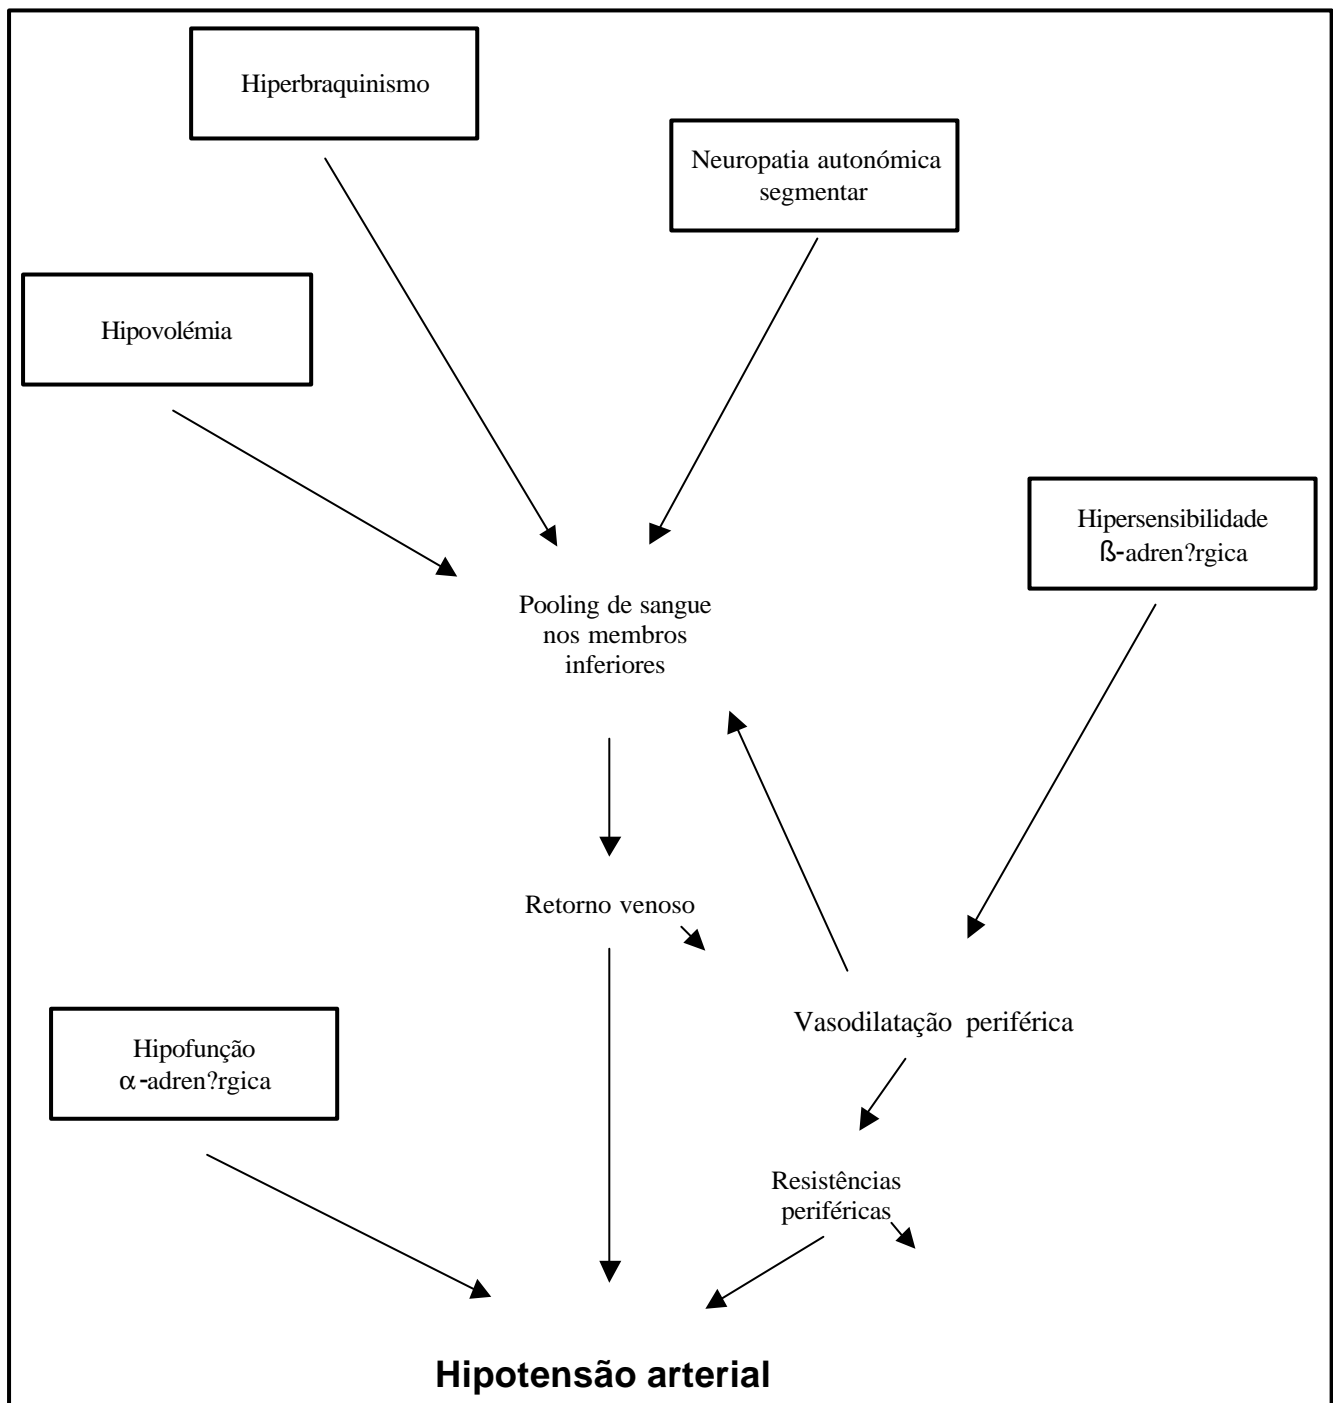 Hiperbraquinismo
Neuropatia autonómica
segmentar
Hipovolémia
Hipersensibilidade
ß-adren?rgica
Pooling de sangue
nos membros
inferiores
Retorno venoso
Vasodilatação periférica
Hipofunção
α-adren?rgica
Resistências
periféricas
Hipotensão arterial